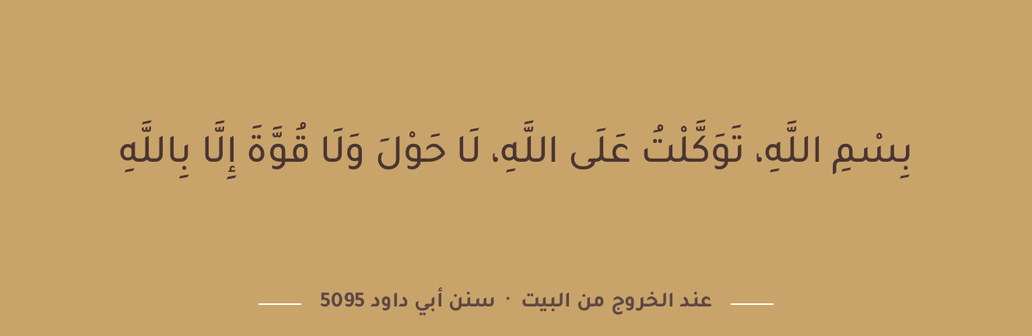 بِسْمِ اللَّهِ، تَوَكَّلْتُ عَلَى اللَّهِ، لَا حَوْلَ وَلَا قُوَّةَ إِلَّا بِاللَّهِ
عند الخروج من البيت · سنن أبي داود 5095